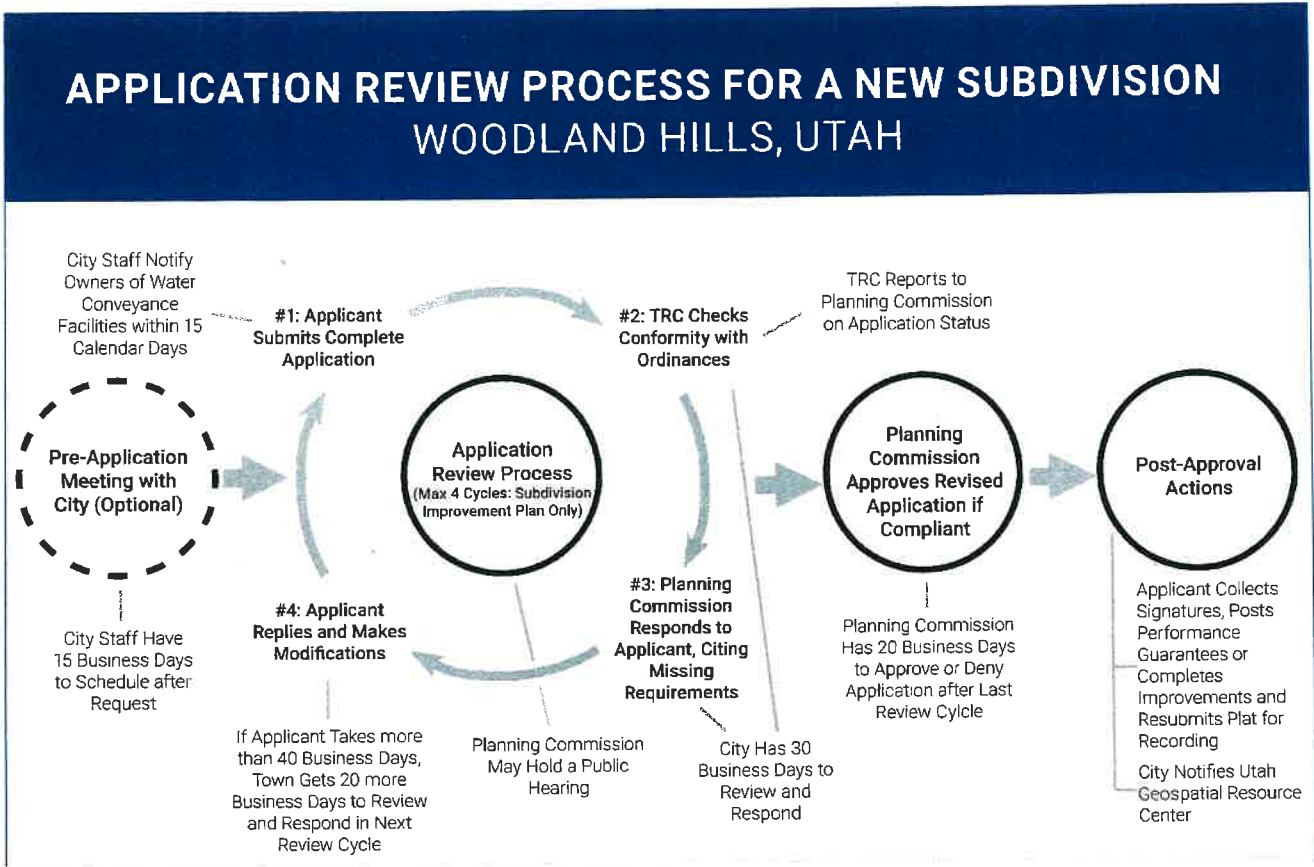 APPLICATION REVIEW PROCESS FOR A NEW SUBDIVISION
WOODLAND HILLS, UTAH
City Staff Notify
Owners of Water
Conveyance
Facilities within 15
Calendar Days
#1: Applicant
Submits Complete
Application
#2: TRC Checks
Conformity with
Ordinances
TRC Reports to
Planning Commission
on Application Status
Pre-Application
Meeting with
City (Optional)
Application
Review Process
(Max 4 Cycles: Subdivision
Improvement Plan Only)
Planning
Commission
Approves Revised
Application if
Compliant
Post-Approval
Actions
City Staff Have
15 Business Days
to Schedule after
Request
#4: Applicant
Replies and Makes
Modifications
#3: Planning
Commission
Responds to
Applicant, Citing
Missing
Requirements
Planning Commission
Has 20 Business Days
to Approve or Deny
Application after Last
Review Cylcle
Applicant Collects
Signatures, Posts
Performance
Guarantees or
Completes
Improvements and
Resubmits Plat for
Recording
If Applicant Takes more
than 40 Business Days,
Town Gets 20 more
Business Days to Review
and Respond in Next
Review Cycle
Planning Commission
May Hold a Public
Hearing
City Has 30
Business Days to
Review and
Respond
City Notifies Utah
Geospatial Resource
Center